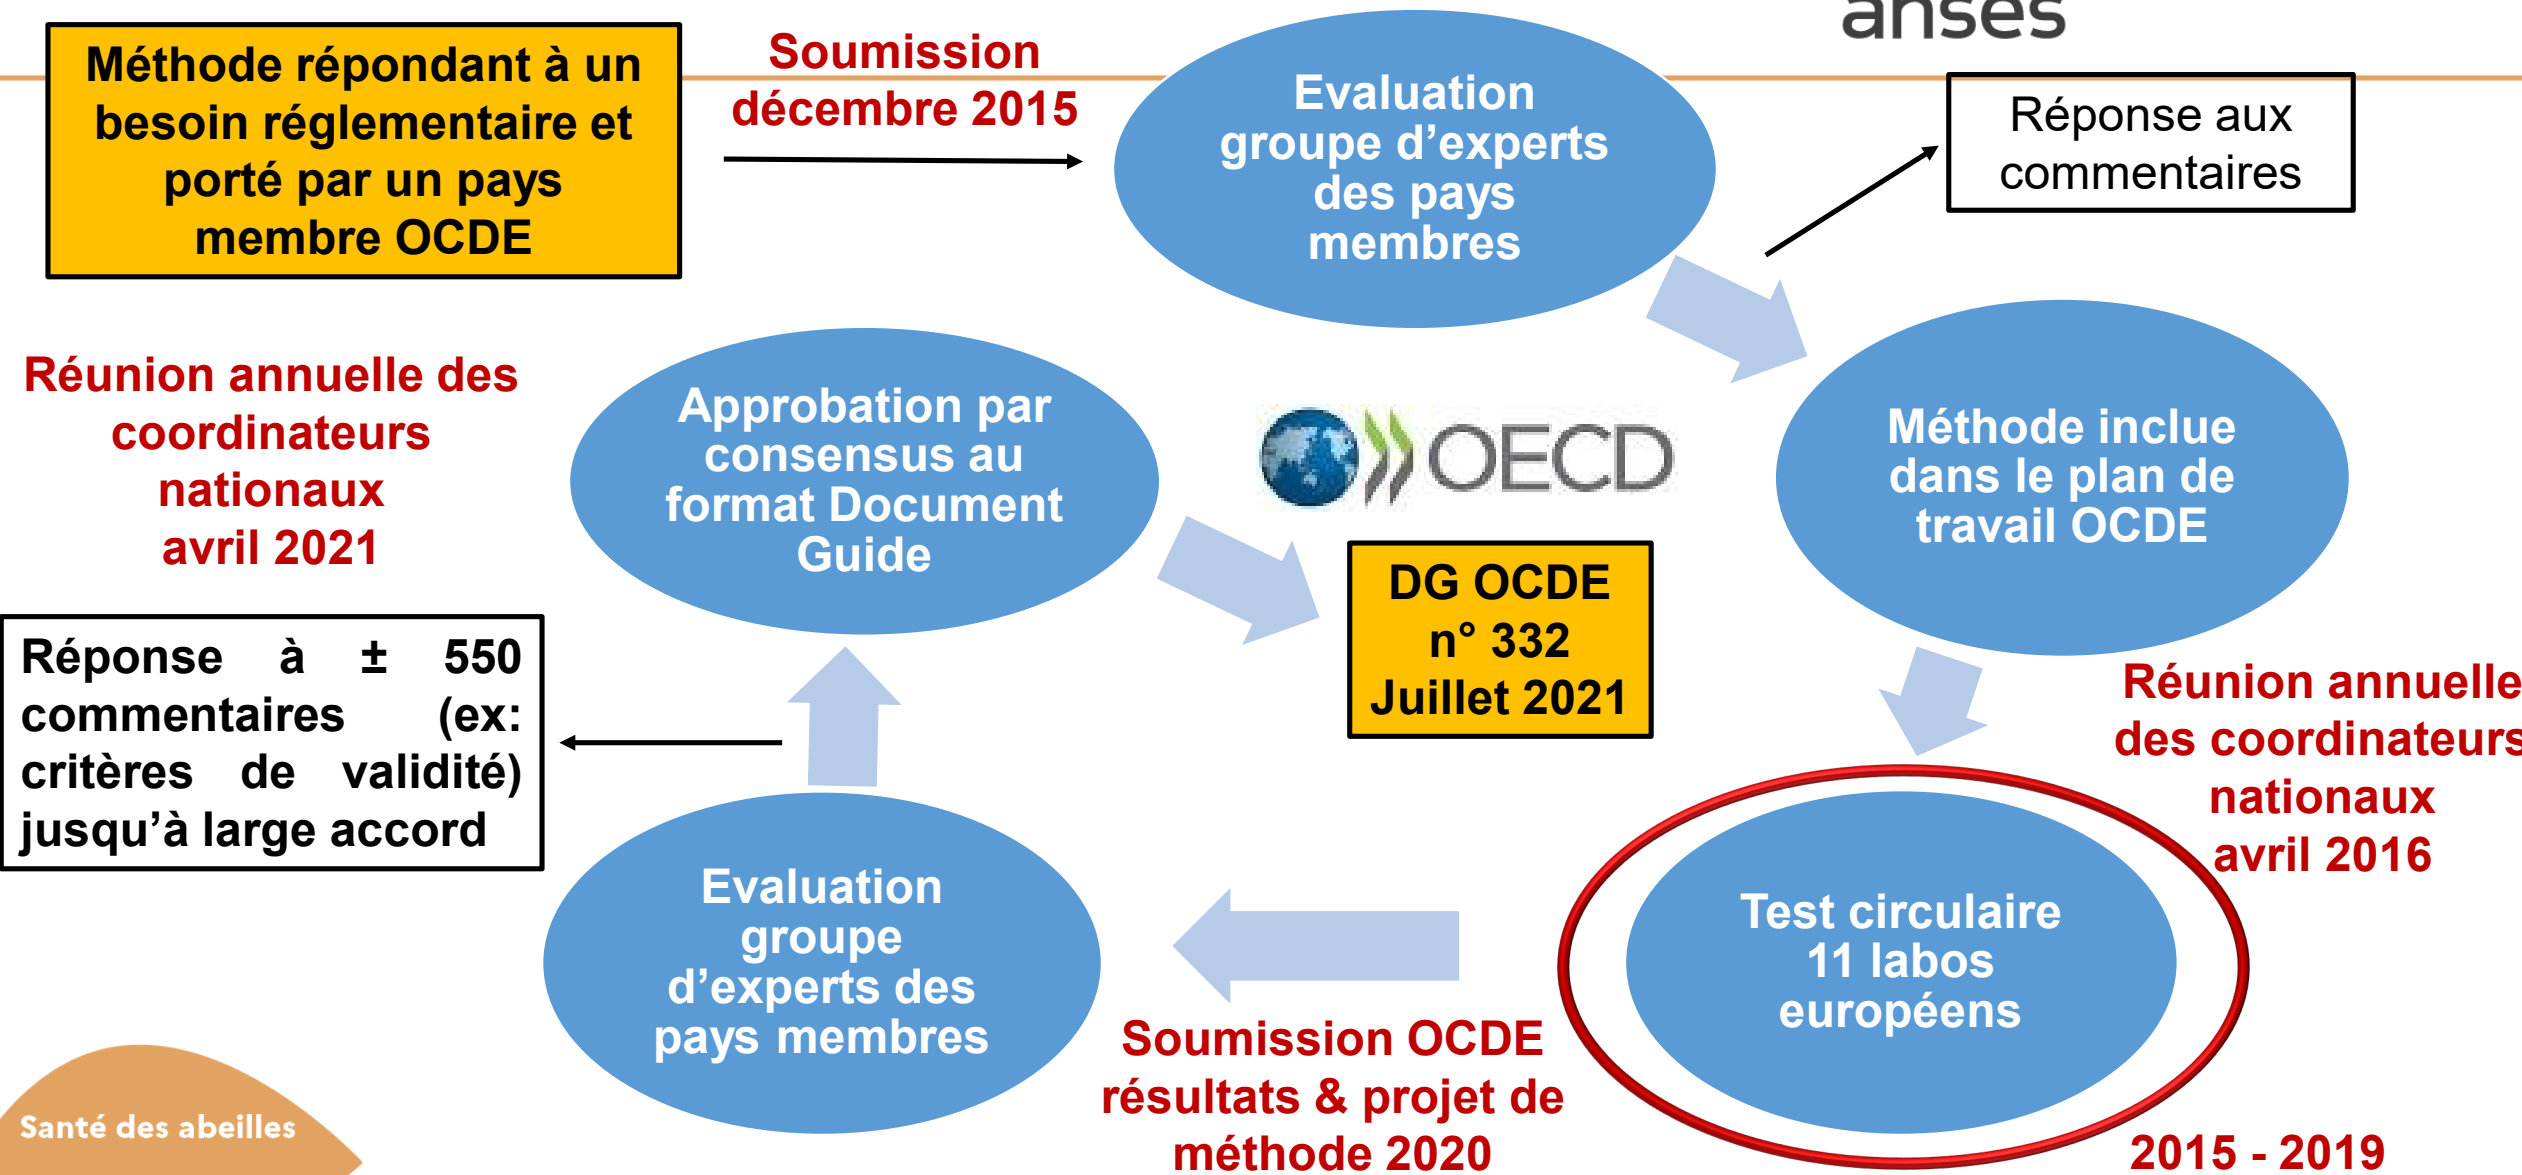 anses
Méthode répondant à un
besoin réglementaire et
porté par un pays
membre OCDE
Soumission
décembre 2015
Evaluation
groupe d’experts
des pays
membres
Réponse aux
commentaires
Méthode inclue
dans le plan de
travail OCDE
Réunion annuelle
des coordinateurs
nationaux
avril 2016
Test circulaire
11 labos
européens
2015 - 2019
Soumission OCDE
résultats & projet de
méthode 2020
Evaluation
groupe
d’experts des
pays membres
Réponse à ± 550
commentaires (ex:
critères de validité)
jusqu’à large accord
Approbation par
consensus au
format Document
Guide
Réunion annuelle des
coordinateurs
nationaux
avril 2021
OECD
DG OCDE
n° 332
Juillet 2021
Santé des abeilles